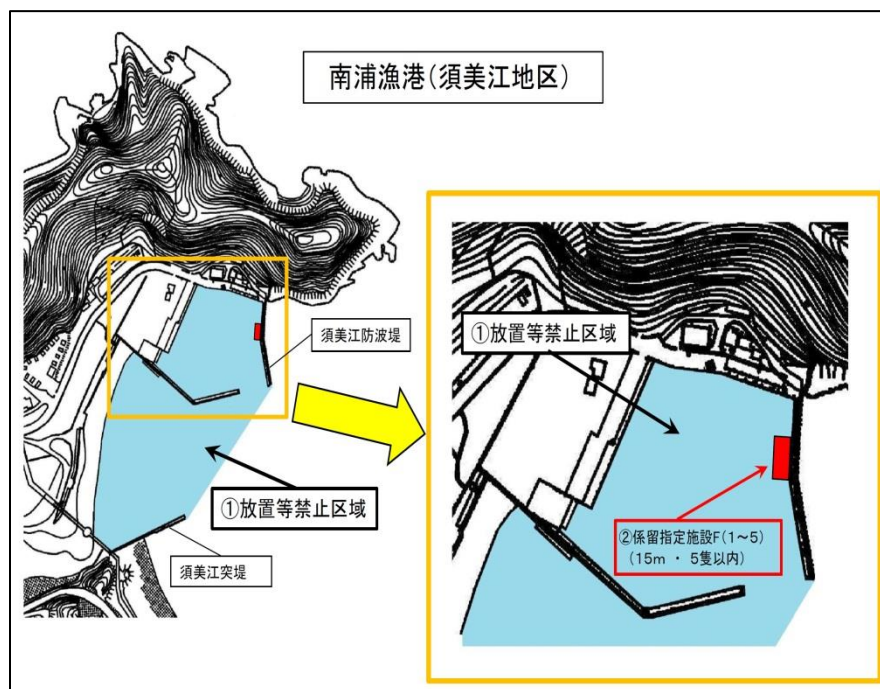 南浦漁港(須美江地区)
須美江防波堤
①放置等禁止区域
須美江突堤
①放置等禁止区域
②係留指定施設F(1~5)
(15m ・ 5隻以内)